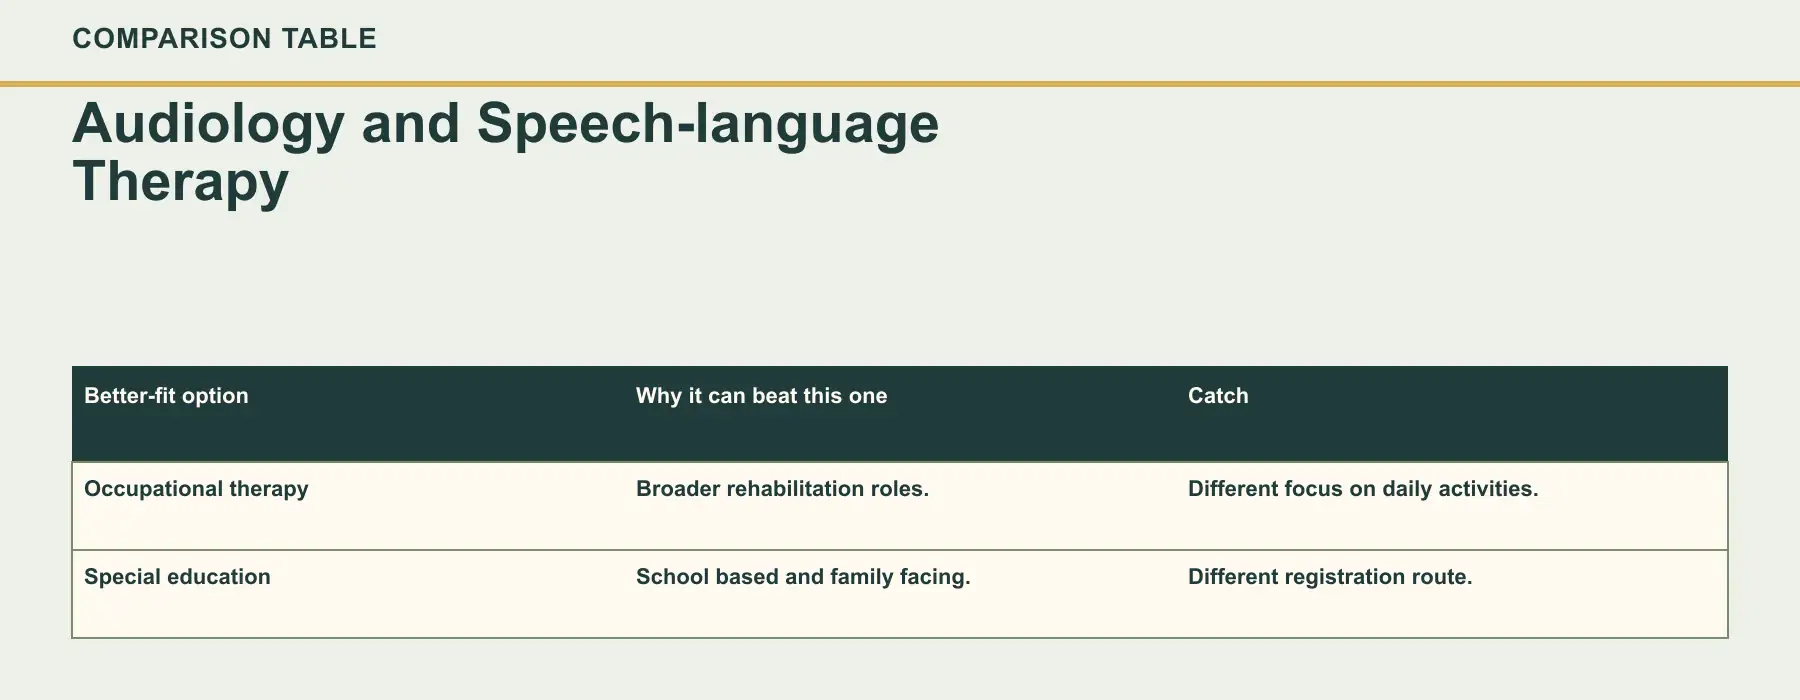 COMPARISON TABLE
Audiology and Speech-language
Therapy
Better-fit option Why it can beat this one Catch
Occupational therapy Broader rehabilitation roles. Different focus on daily activities.
Special education School based and family facing. Different registration route.